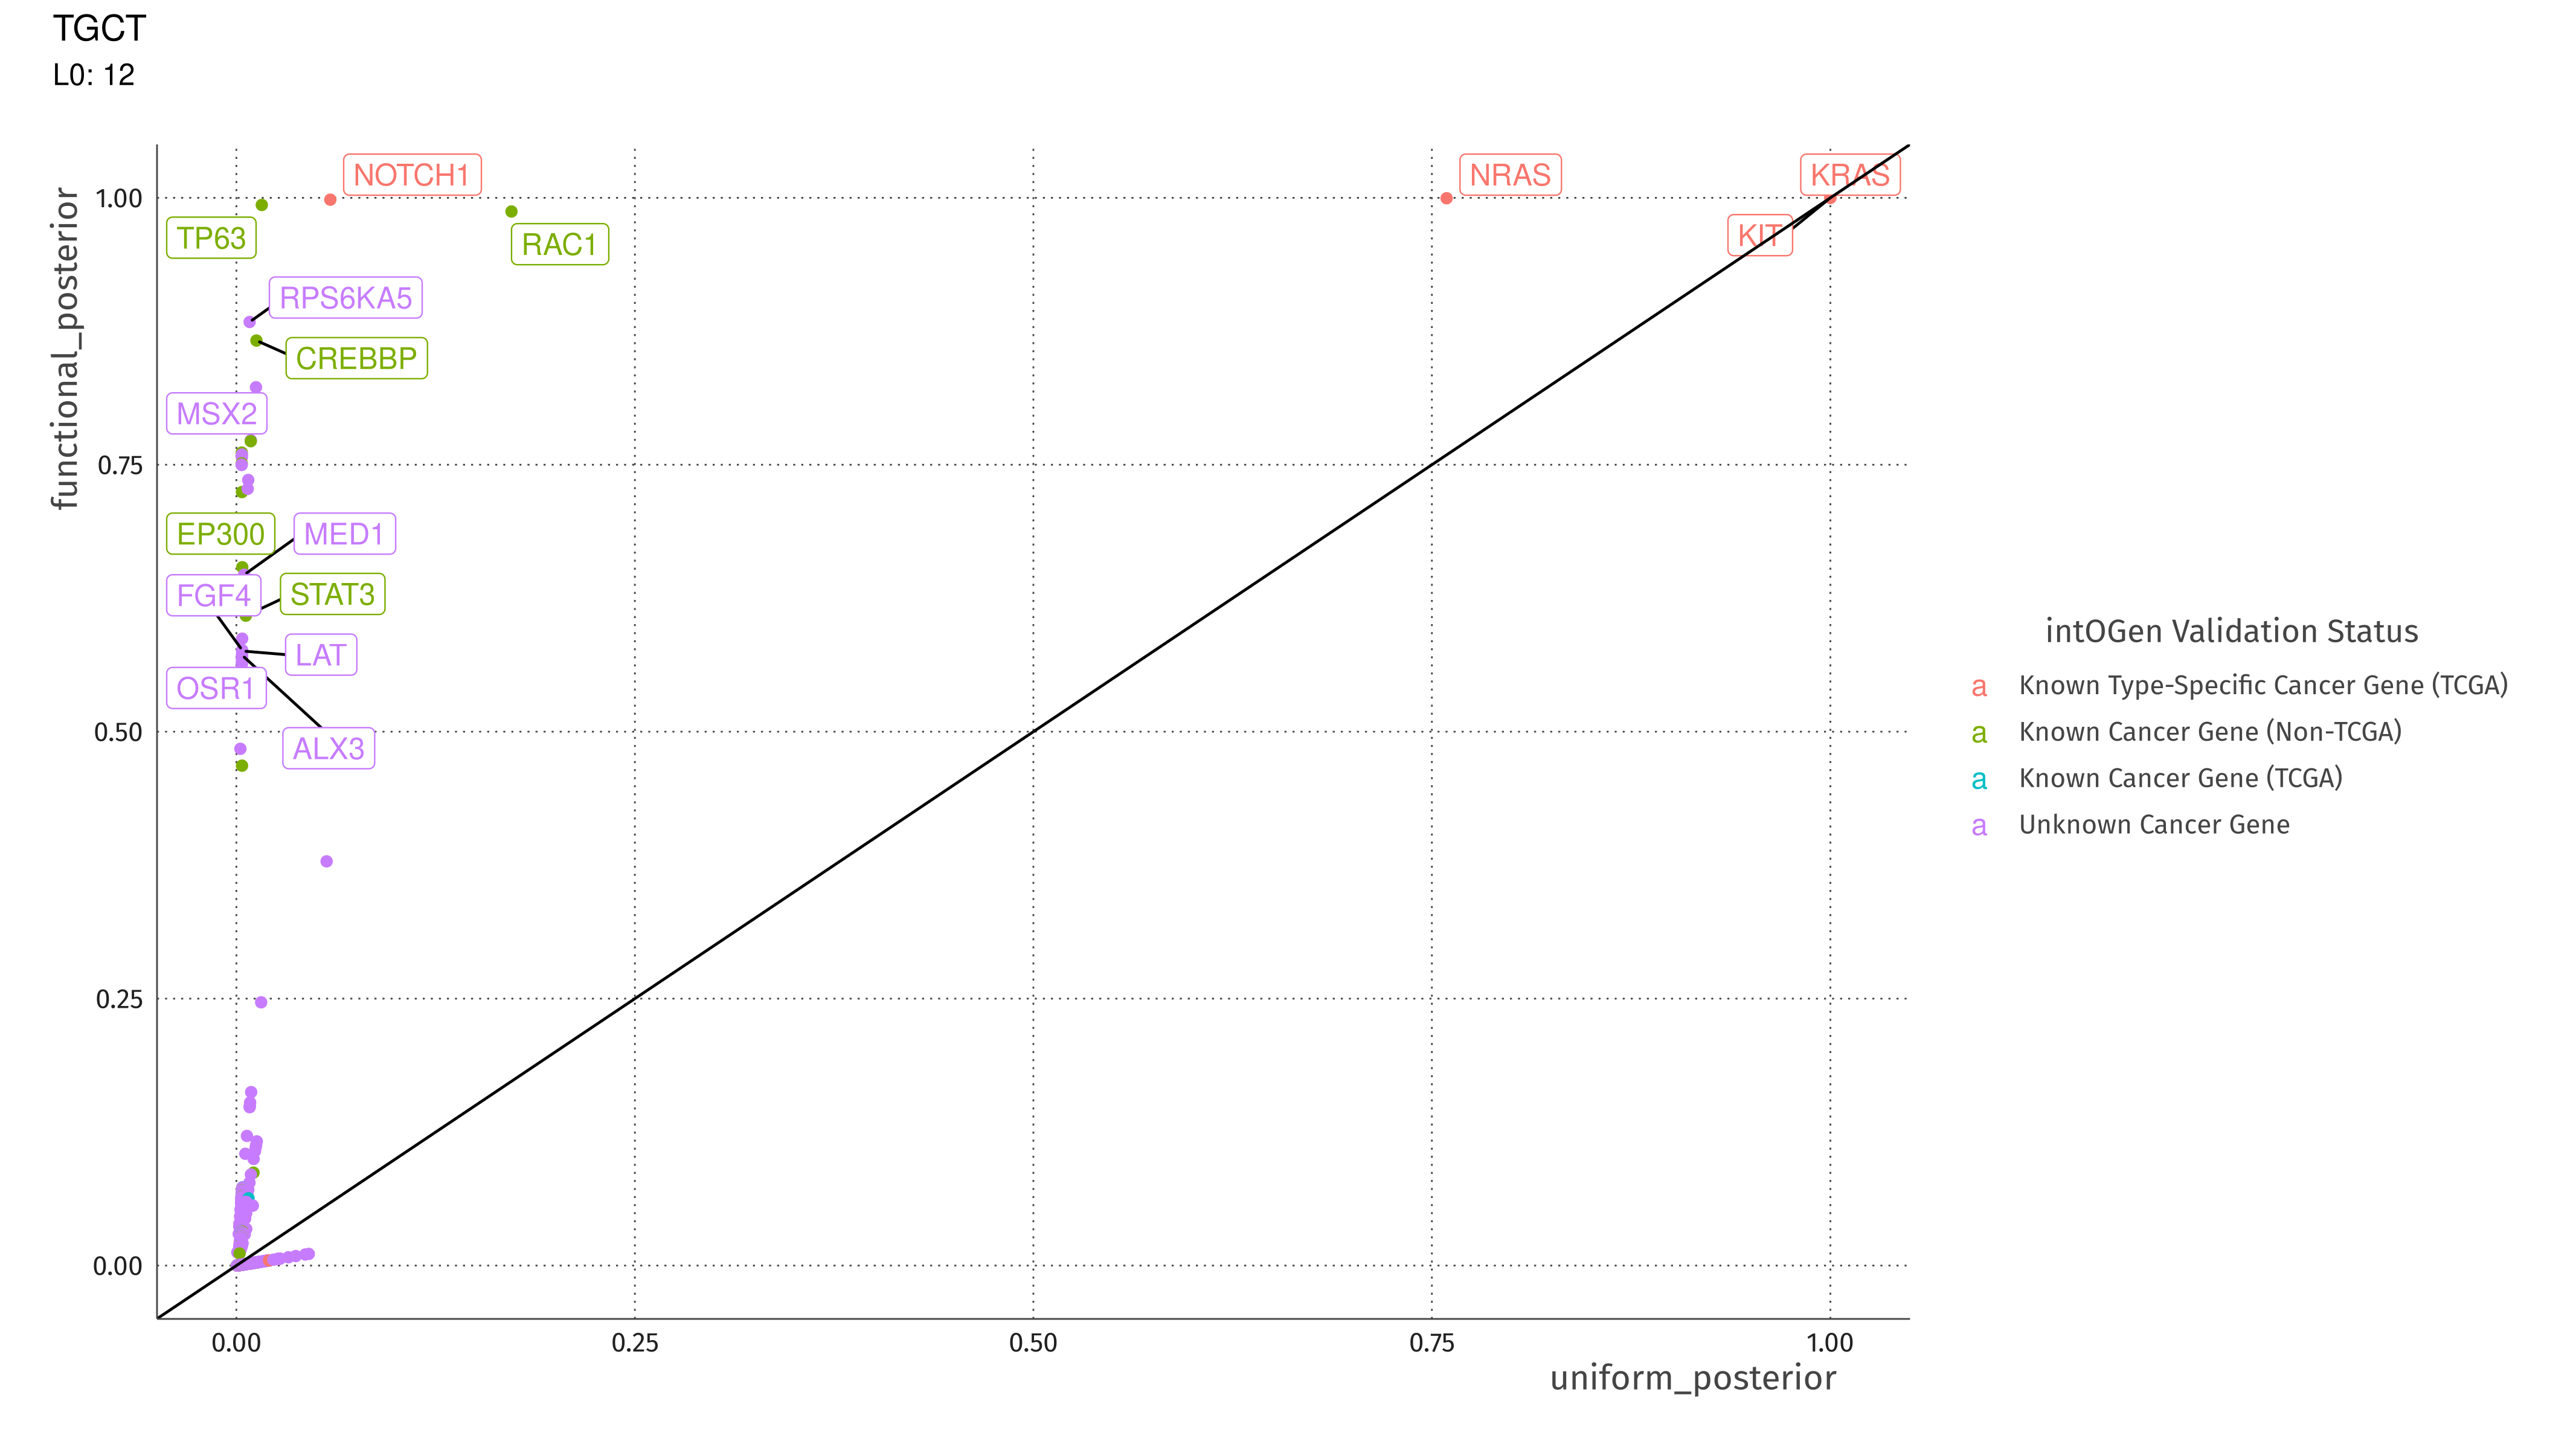 TGCT
L0: 12
functional_posterior
1.00
0.75
0.50
0.25
0.00
NOTCH1
NRAS
KRAS
TP63
RAC1
KIT
RPS6KA5
CREBBP
MSX2
EP300
MED1
FGF4
STAT3
LAT
OSR1
ALX3
0.00
0.25
0.50
0.75
1.00
uniform_posterior
intOGen Validation Status
a Known Type-Specific Cancer Gene (TCGA)
a Known Cancer Gene (Non-TCGA)
a Known Cancer Gene (TCGA)
a Unknown Cancer Gene